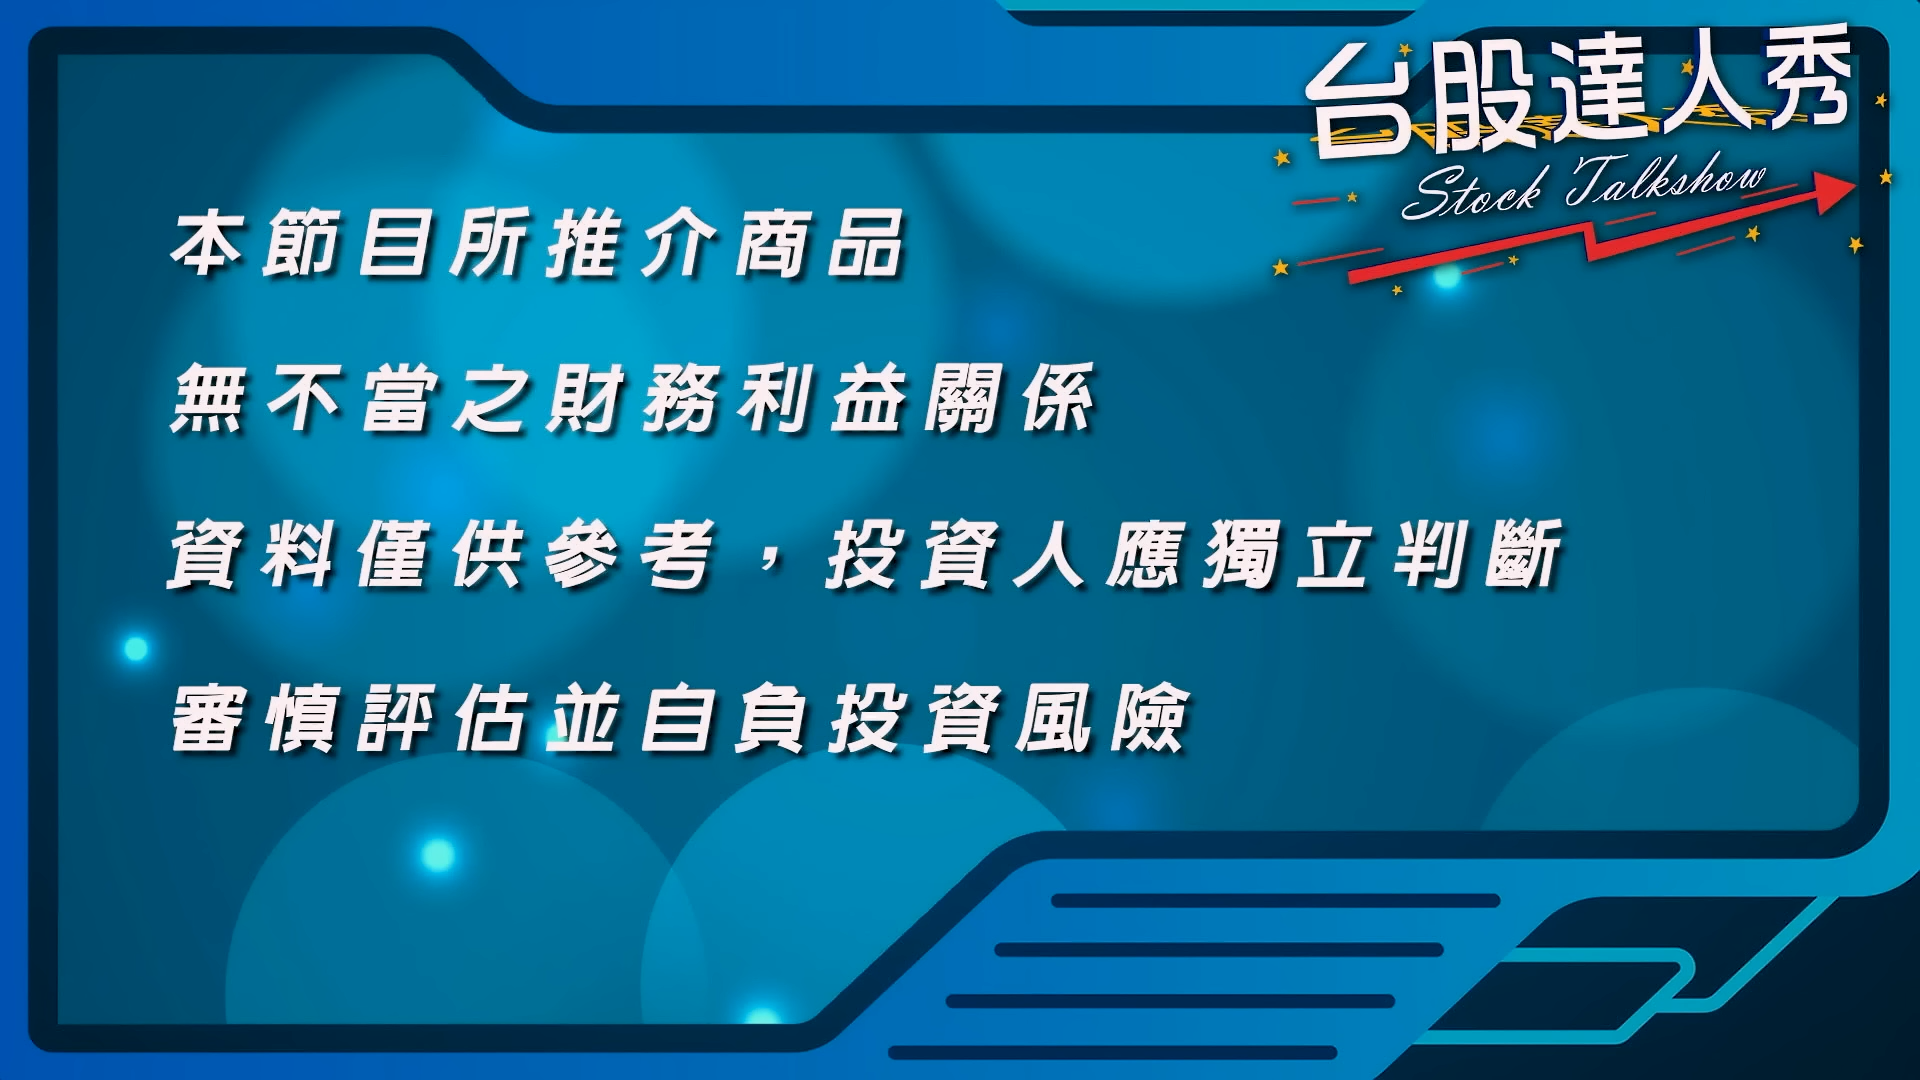 台股達人秀
Stock Talkshow
本節目所推介商品
無不當之財務利益關係
資料僅供參考，投資人應獨立判斷
審慎評估並自負投資風險